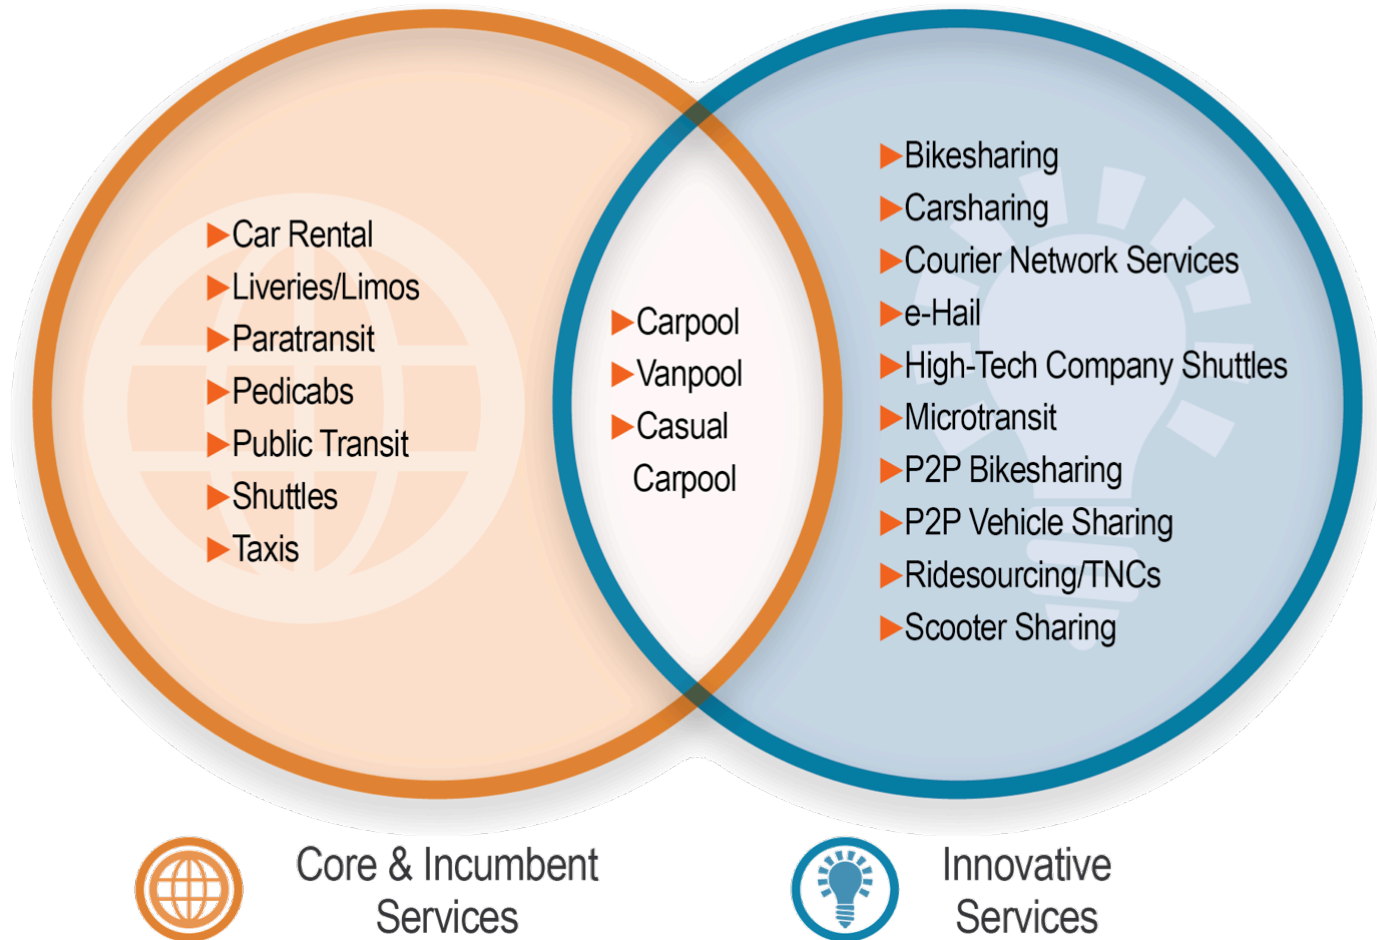 Car Rental
Liveries/Limos
Paratransit
Pedicabs
Public Transit
Shuttles
Taxis
Carpool
Vanpool
Casual
Carpool
Bikesharing
Carsharing
Courier Network Services
e-Hail
High-Tech Company Shuttles
Microtransit
P2P Bikesharing
P2P Vehicle Sharing
Ridesourcing/TNCs
Scooter Sharing
Core & Incumbent
Services
Innovative
Services